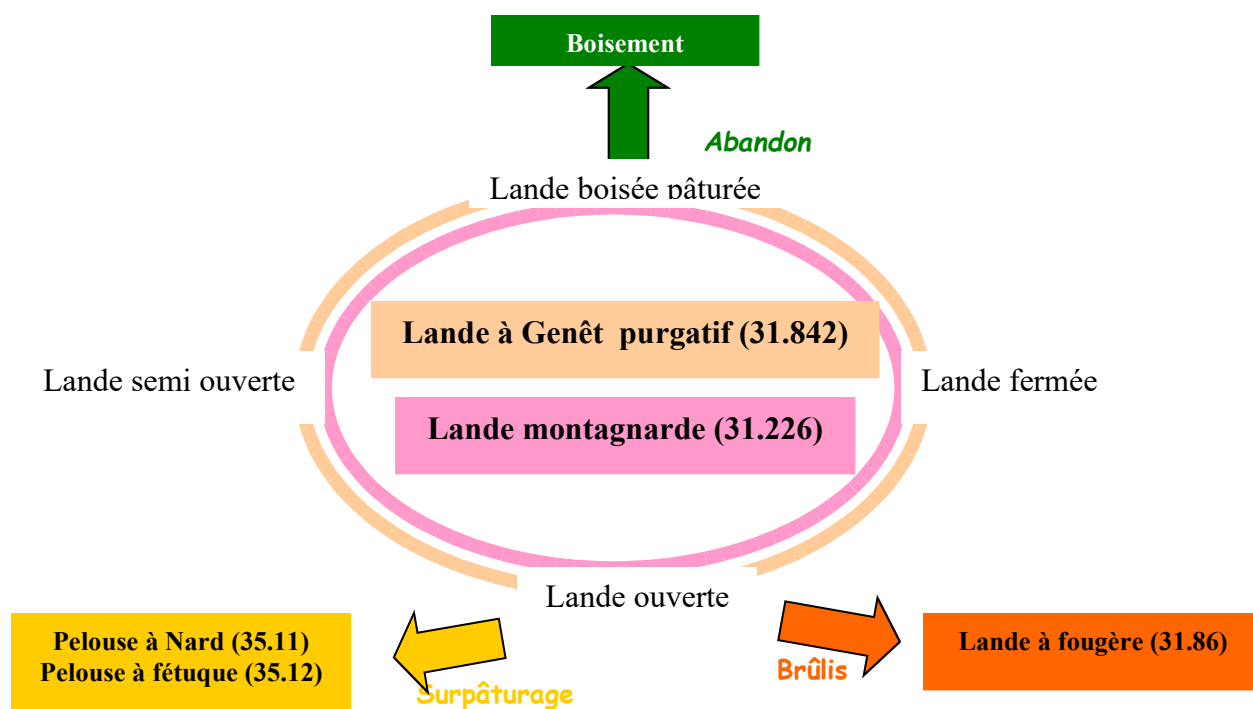 Boisement
Abandon
Lande boisée pâturée
Lande à Genêt purgatif (31.842)
Lande semi ouverte
Lande fermée
Lande montagnarde (31.226)
Lande ouverte
Pelouse à Nard (35.11)
Pelouse à fétuque (35.12)
Surpâturage
Brûlis
Lande à fougère (31.86)